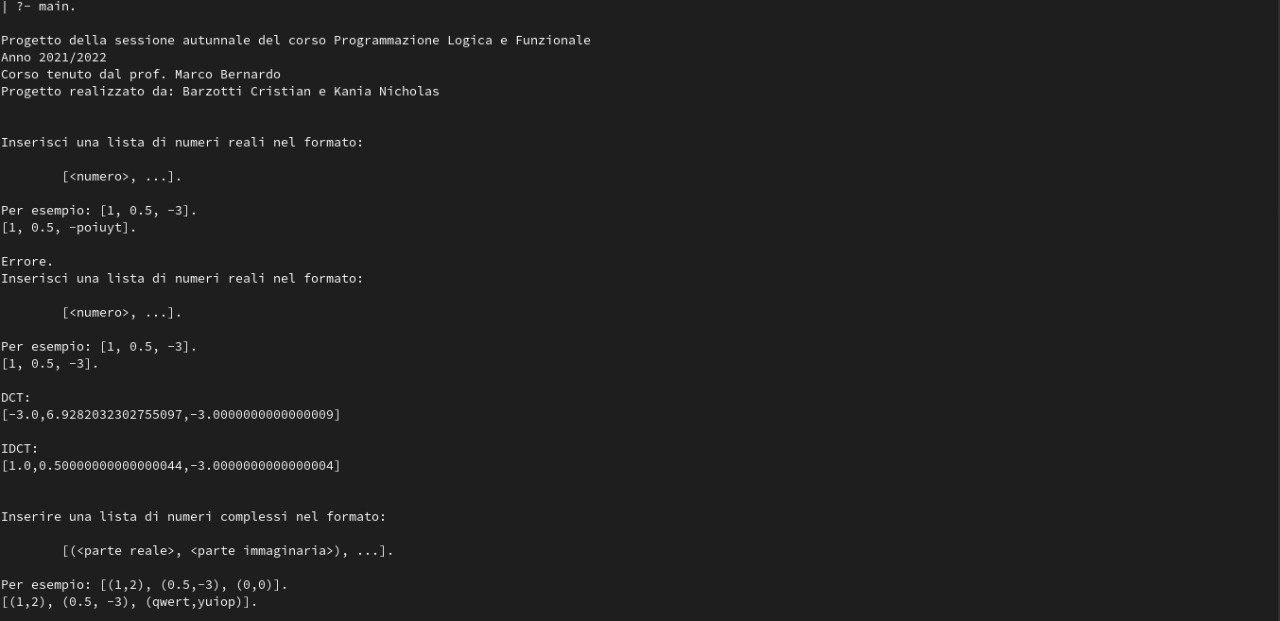 | ?- main.
Progetto della sessione autunnale del corso Programmazione Logica e Funzionale
Anno 2021/2022
Corso tenuto dal prof. Marco Bernardo
Progetto realizzato da: Barzotti Cristian e Kania Nicholas
Inserisci una lista di numeri reali nel formato:
[<numero>, ...].
Per esempio: [1, 0.5, -3].
[1, 0.5, -poiuyt].
Errore.
Inserisci una lista di numeri reali nel formato:
[<numero>, ...].
Per esempio: [1, 0.5, -3].
[1, 0.5, -3].
DCT:
[-3.0,6.9282032302755097,-3.0000000000000009]
IDCT:
[1.0,0.50000000000000044,-3.0000000000000004]
Inserire una lista di numeri complessi nel formato:
[(<parte reale>, <parte immaginaria>), ...].
Per esempio: [(1,2), (0.5,-3), (0,0)].
[(1,2), (0.5, -3), (qwert,yuiop)].